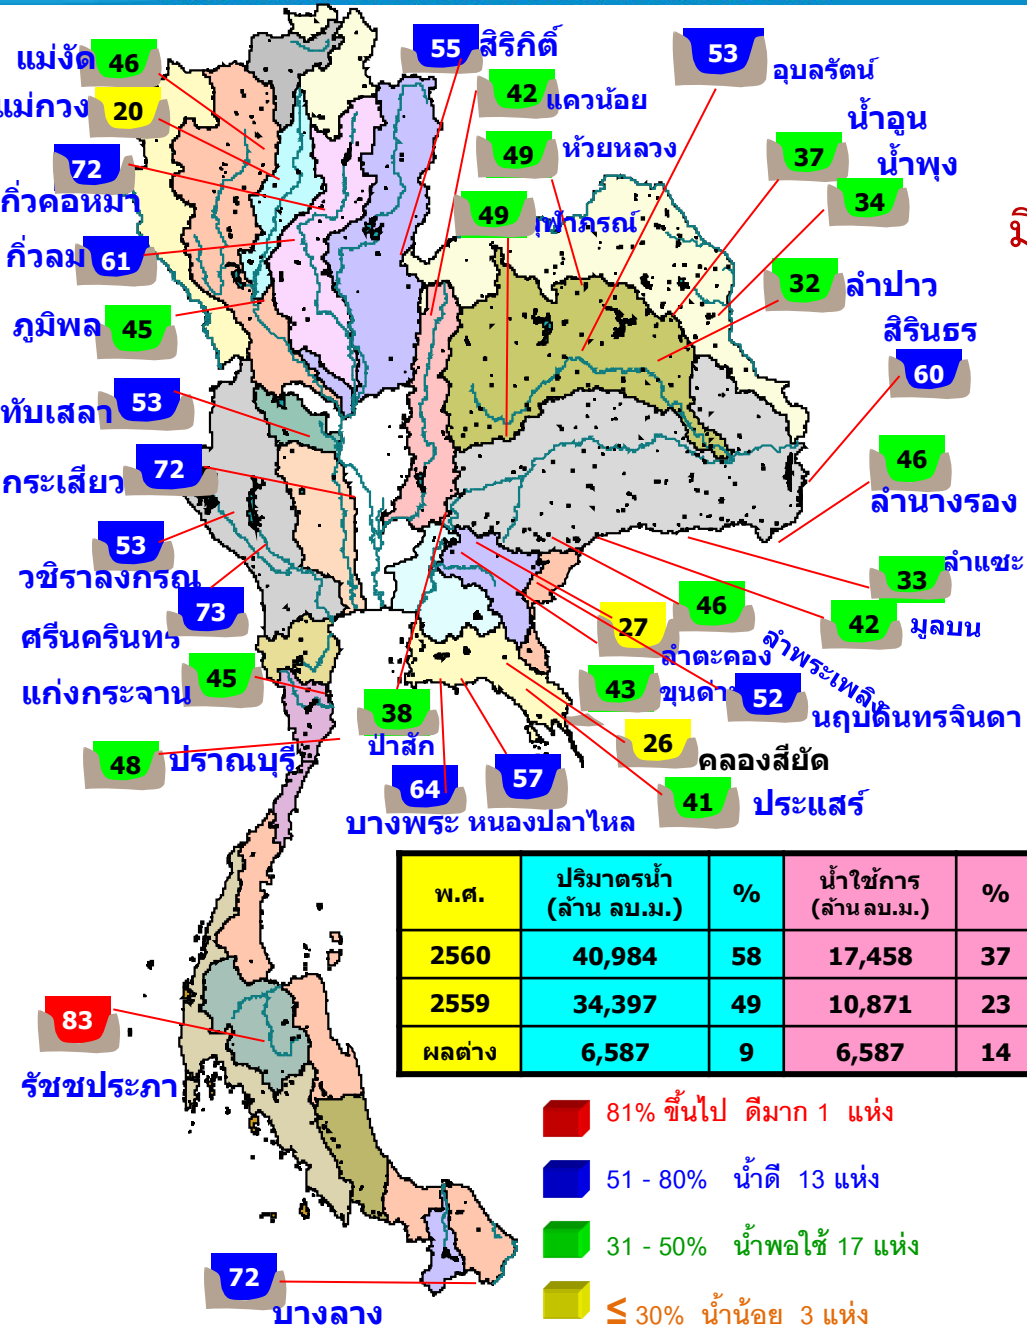 แม่งัด 46
แม่กวง 20
72
กิ่วคอหมา
กิ่วลม 61
ภูมิพล 45
ทับเสลา 53
กระเสียว 72
53
วชิราลงกรณ
73
ศรีนครินทร
แก่งกระจาน 45
48 ปราณบุรี
55 สิริกิติ์
42 แควน้อย
49 ห้วยหลวง
49 จุฬาภรณ์
53 อุบลรัตน์
น้ำอูน
37
น้ำพุง
34
32 ลำปาว
สิรินธร
60
46
ลำนางรอง
33 ลำแชะ
42 มูลบน
46
ลำพระเพลิง
27
ลำตะคอง
43 ขุนด่าน
52 นฤบดินทรจินดา
26 คลองสียัด
41 ประแสร์
38
ป่าสัก
64
บางพระ
57
หนองปลาไหล
83
รัชชประภา
72
บางลาง
พ.ศ. ปริมาตรน้ำ (ล้าน ลบ.ม.) % น้ำใช้การ (ล้าน ลบ.ม.) %
2560 40,984 58 17,458 37
2559 34,397 49 10,871 23
ผลต่าง 6,587 9 6,587 14
81% ขึ้นไป ดีมาก 1 แห่ง
51 - 80% น้ำดี 13 แห่ง
31 - 50% น้ำพอใช้ 17 แห่ง
≤ 30% น้ำน้อย 3 แห่ง